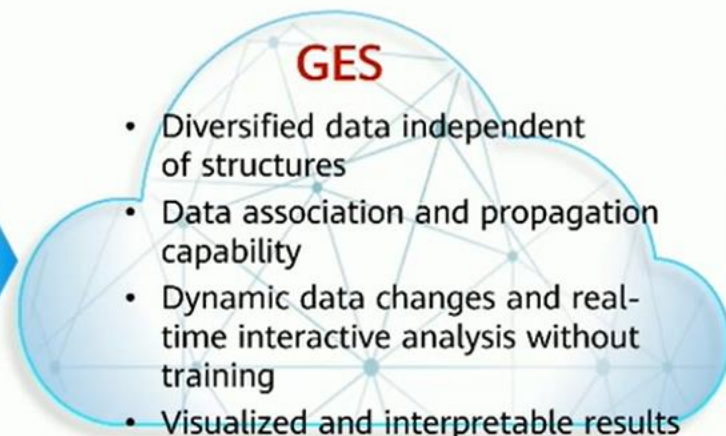 GES
• Diversified data independent
of structures
• Data association and propagation
capability
• Dynamic data changes and real-
time interactive analysis without
training
• Visualized and interpretable results